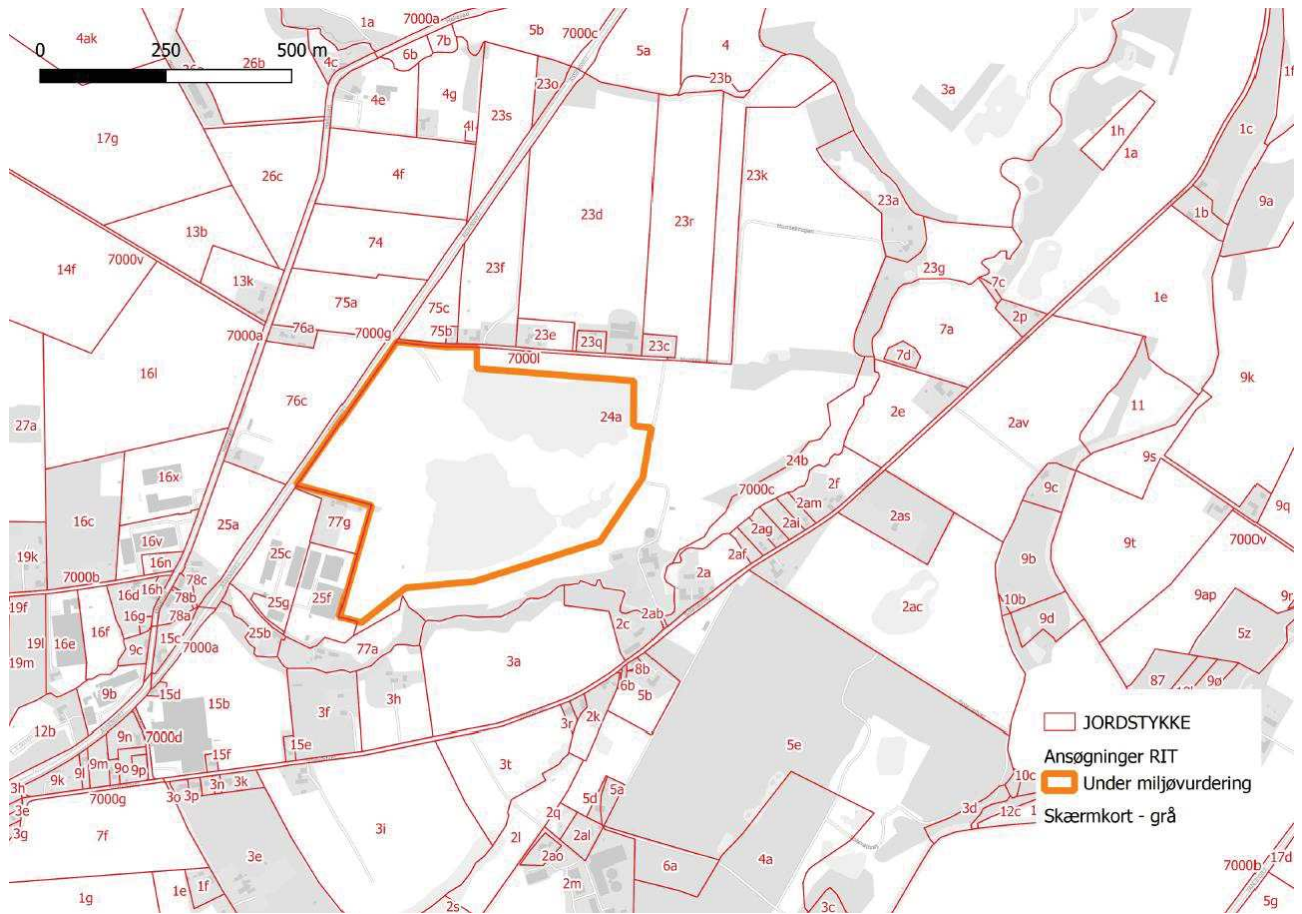 1a
7000a
5b
7000c
5a
4
4ak
0
250
500 m
26b
4c
6b
7b
23b
3a
1c
4e
4g
23o
1h
1a
17g
4l
23s
26c
4f
23d
23r
23k
23a
1b
9a
13b
74
14f
7000v
13k
23f
23g
7c
1e
75a
75c
2p
7000a
76a
7000g
75b
23e
23q
23c
7a
7000l
7d
16l
76c
24a
2e
11
9k
27a
2av
16x
24b
9s
16c
7000c
2f
9c
25a
77g
2am
2as
9q
19k
16v
25c
2ag
2ai
7000v
16n
2af
9t
7000b
78c
9b
19f
16d
16h
78b
25g
25f
2a
2ac
10b
9ap
9r
16g
78a
2ab
9d
19l
16e
16f
15c
25b
2c
5z
19m
9c
7000a
77a
3a
8b
87
9ø
9b
15d
15b
3h
6b
5b
12b
3f
2k
JORDSTYKKE
9n
7000d
3r
5e
Ansøgninger RIT
15f
15e
9m
9o
9p
3t
Under miljøvurdering
10c
3h
9k
9l
3n
3k
5a
3e
7000g
3o
3p
5d
3d
12c
Skærmkort - grå
3g
2q
7f
3i
2l
2al
3e
2ao
6a
4a
17d
7000b
1g
1e
1f
2m
2s
3c
5g